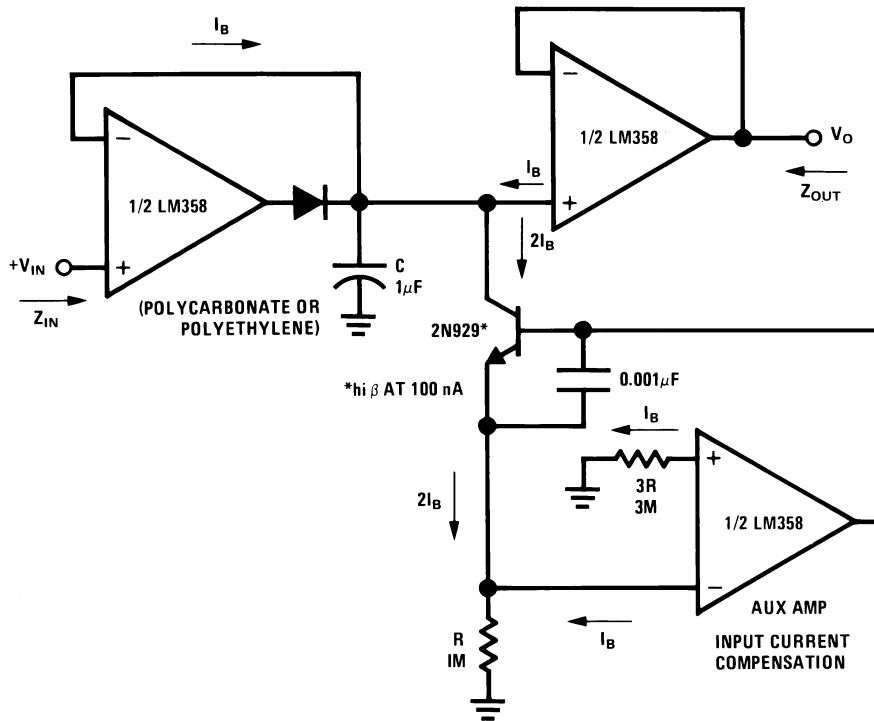 I_B
1/2 LM358
1/2 LM358
V_O
Z_OUT
I_B
2I_B
+V_IN
Z_IN
C
1μF
(POLYCARBONATE OR
POLYETHYLENE)
2N929*
*hi β AT 100 nA
0.001μF
I_B
3R
3M
2I_B
1/2 LM358
I_B
R
IM
AUX AMP
INPUT CURRENT
COMPENSATION
−
+
−
+
+
−